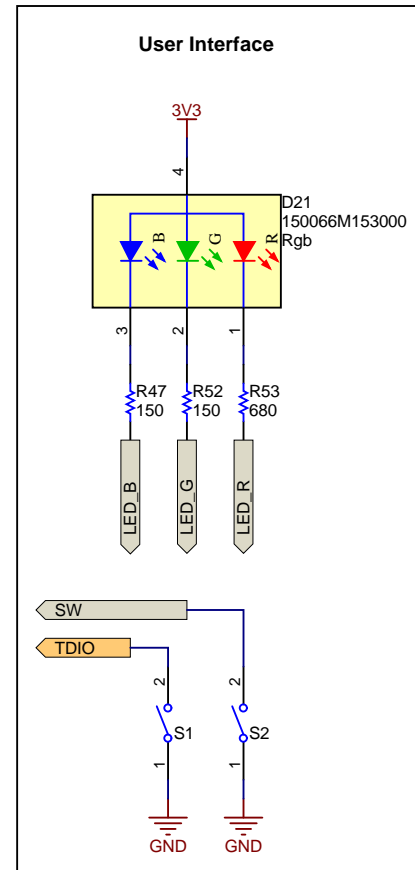 User Interface
3V3
4
D21
150066M153000
Rgb
B
G
R
3
2
1
R47
150
R52
150
R53
680
LED_B
LED_G
LED_R
SW
TDIO
2
2
S1
S2
1
1
GND
GND